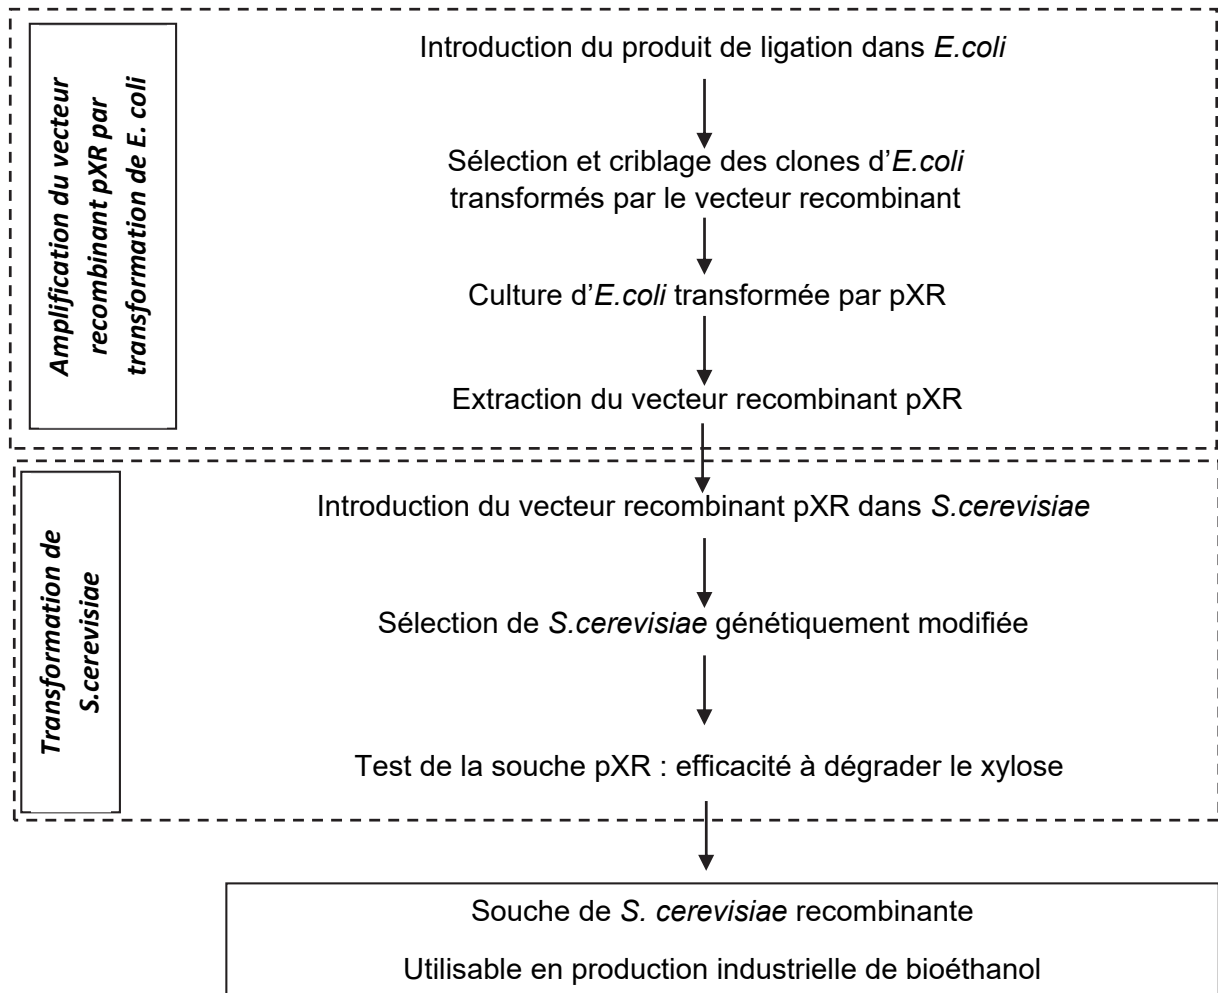 Amplification du vecteur
recombinant pXR par
transformation de E. coli
Introduction du produit de ligation dans E.coli
Sélection et criblage des clones d’E.coli
transformés par le vecteur recombinant
Culture d’E.coli transformée par pXR
Extraction du vecteur recombinant pXR
Transformation de
S.cerevisiae
Introduction du vecteur recombinant pXR dans S.cerevisiae
Sélection de S.cerevisiae génétiquement modifiée
Test de la souche pXR : efficacité à dégrader le xylose
Souche de S. cerevisiae recombinante
Utilisable en production industrielle de bioéthanol